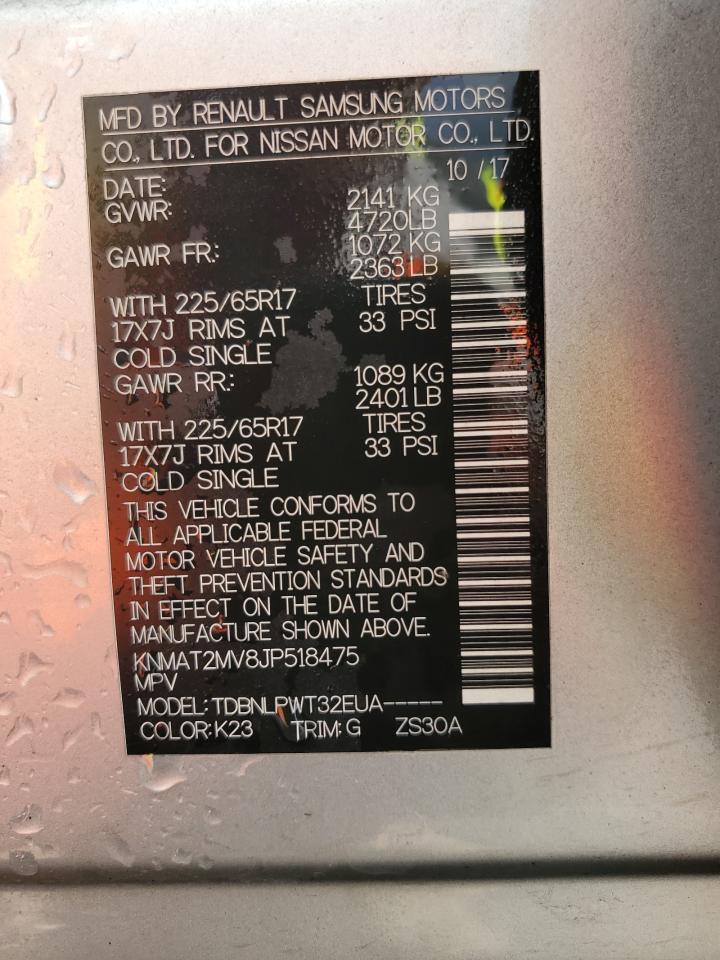 MFD BY RENAULT SAMSUNG MOTORS
CO., LTD. FOR NISSAN MOTOR CO., LTD.
DATE: 10 / 17
GVWR: 2141 KG
4720LB
GAWR FR.: 1072 KG
2363 LB
WITH 225/65R17 TIRES
17X7J RIMS AT 33 PSI
COLD SINGLE
GAWR RR.: 1089 KG
2401 LB
WITH 225/65R17 TIRES
17X7J RIMS AT 33 PSI
COLD SINGLE
THIS VEHICLE CONFORMS TO
ALL APPLICABLE FEDERAL
MOTOR VEHICLE SAFETY AND
THEFT PREVENTION STANDARDS
IN EFFECT ON THE DATE OF
MANUFACTURE SHOWN ABOVE.
KNMAT2MV8JP518475
MPV
MODEL: TDBNLPWT32EUA-----
COLOR: K23 TRIM: G ZS30A